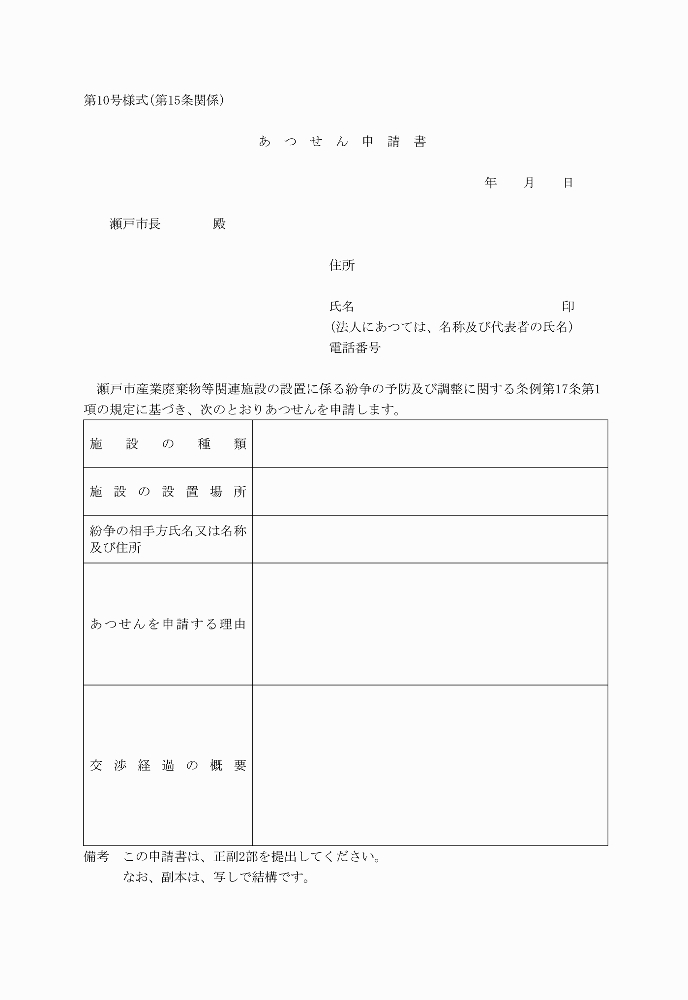 第10号様式(第15条関係)
あつせん申請書
年　月　日
瀬戸市長　　殿
住所
氏名　　印
(法人にあつては、名称及び代表者の氏名)
電話番号
瀬戸市産業廃棄物等関連施設の設置に係る紛争の予防及び調整に関する条例第17条第1
項の規定に基づき、次のとおりあつせんを申請します。
施設の種類
施設の設置場所
紛争の相手方氏名又は名称
及び住所
あつせんを申請する理由
交渉経過の概要
備考　この申請書は、正副2部を提出してください。
なお、副本は、写しで結構です。